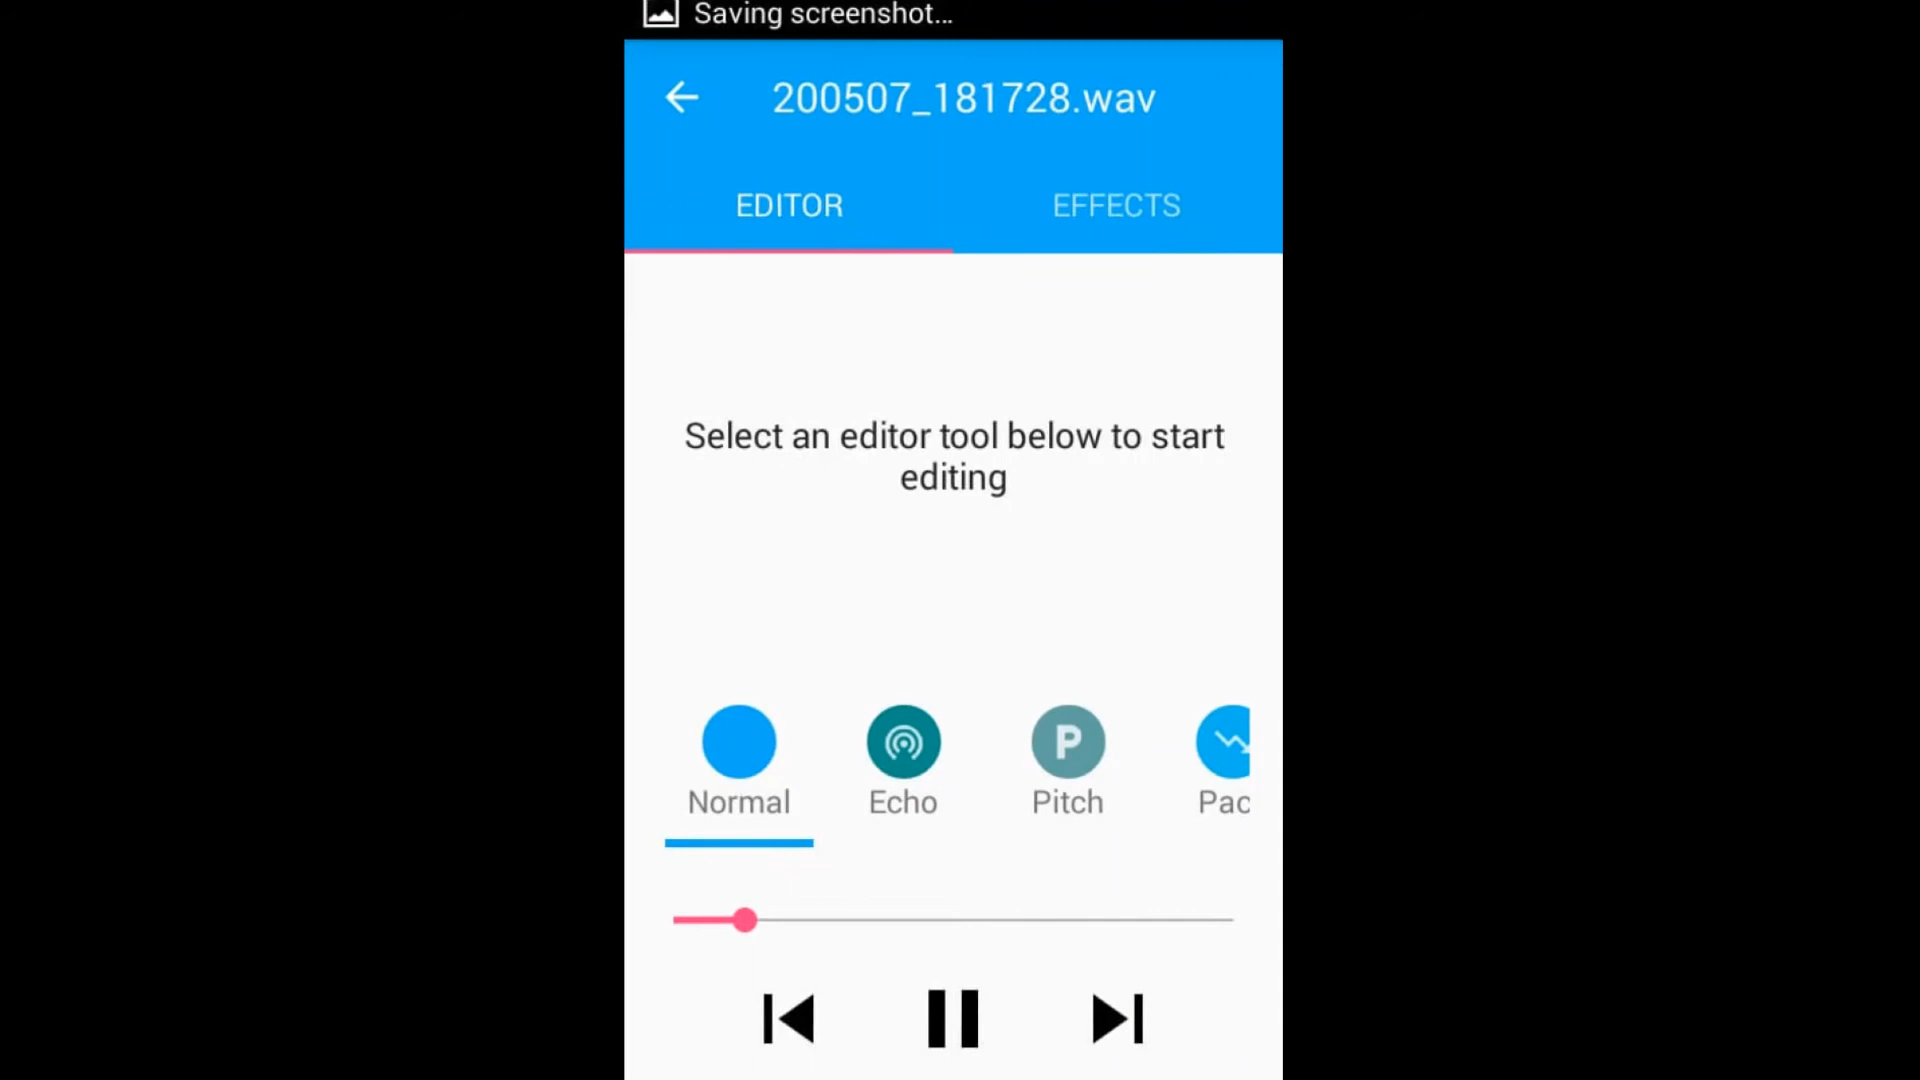 Saving screenshot...
200507_181728.wav
EDITOR
EFFECTS
Select an editor tool below to start
editing
P
Normal
Echo
Pitch
Pac